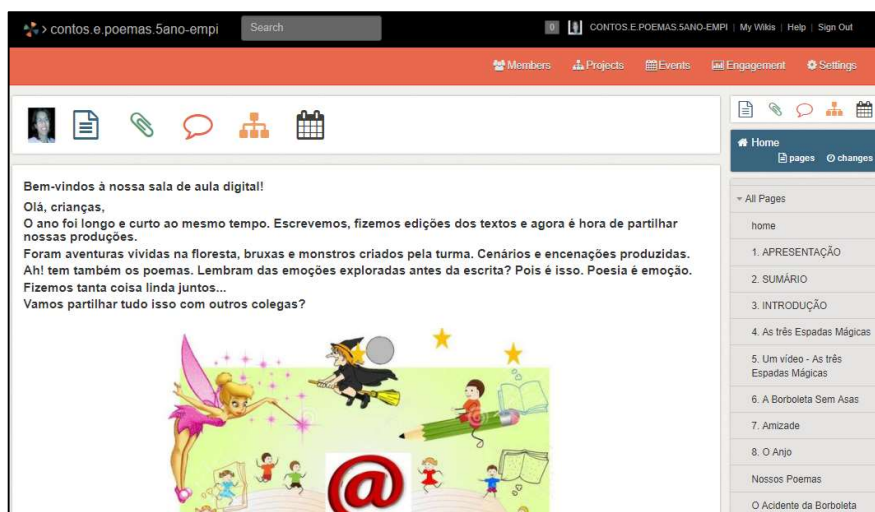 contos.e.poemas.5ano-empi
Search
0
CONTOS.E.POEMAS.5ANO-EMPI | My Wikis | Help | Sign Out
Members
Projects
Events
Engagement
Settings
Bem-vindos à nossa sala de aula digital!
Olá, crianças,
O ano foi longo e curto ao mesmo tempo. Escrevemos, fizemos edições dos textos e agora é hora de partilhar
nossas produções.
Foram aventuras vividas na floresta, bruxas e monstros criados pela turma. Cenários e encenações produzidas.
Ah! tem também os poemas. Lembram das emoções exploradas antes da escrita? Pois é isso. Poesia é emoção.
Fizemos tanta coisa linda juntos...
Vamos partilhar tudo isso com outros colegas?
@
Home
pages
changes
All Pages
home
1. APRESENTAÇÃO
2. SUMÁRIO
3. INTRODUÇÃO
4. As três Espadas Mágicas
5. Um vídeo - As três
Espadas Mágicas
6. A Borboleta Sem Asas
7. Amizade
8. O Anjo
Nossos Poemas
O Acidente da Borboleta